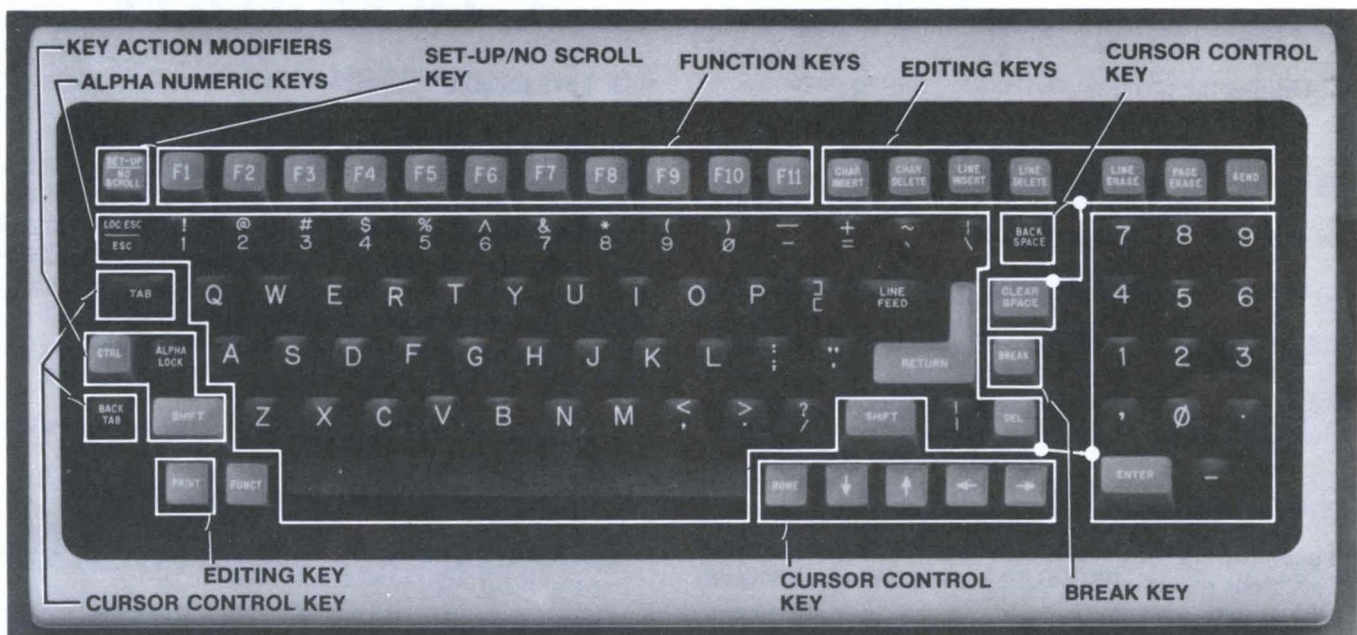 KEY ACTION MODIFIERS
ALPHA NUMERIC KEYS
SET-UP/NO SCROLL
KEY
FUNCTION KEYS
EDITING KEYS
CURSOR CONTROL
KEY
SET-UP
NO
SCROLL
F1 F2 F3 F4 F5 F6 F7 F8 F9 F10 F11
CHAR
INSERT
CHAR
DELETE
LINE
INSERT
LINE
DELETE
LINE
ERASE
PAGE
ERASE
SEND
LOC ESC
ESC
! @ # $ % ^ & * ( ) — + ~ ¦
1 2 3 4 5 6 7 8 9 Ø - = ` \
BACK
SPACE
7 8 9
TAB
Q W E R T Y U I O P
]
[
LINE
FEED
CLEAR
SPACE
4 5 6
CTRL
ALPHA
LOCK
A S D F G H J K L
:
;
"
'
RETURN
BREAK
1 2 3
BACK
TAB
SHIFT
Z X C V B N M
<
,
>
.
?
/
SHIFT
DEL
, Ø .
PRINT
FUNCT
HOME ↓ ↑ ← →
ENTER
–
EDITING KEY
CURSOR CONTROL KEY
CURSOR CONTROL
KEY
BREAK KEY